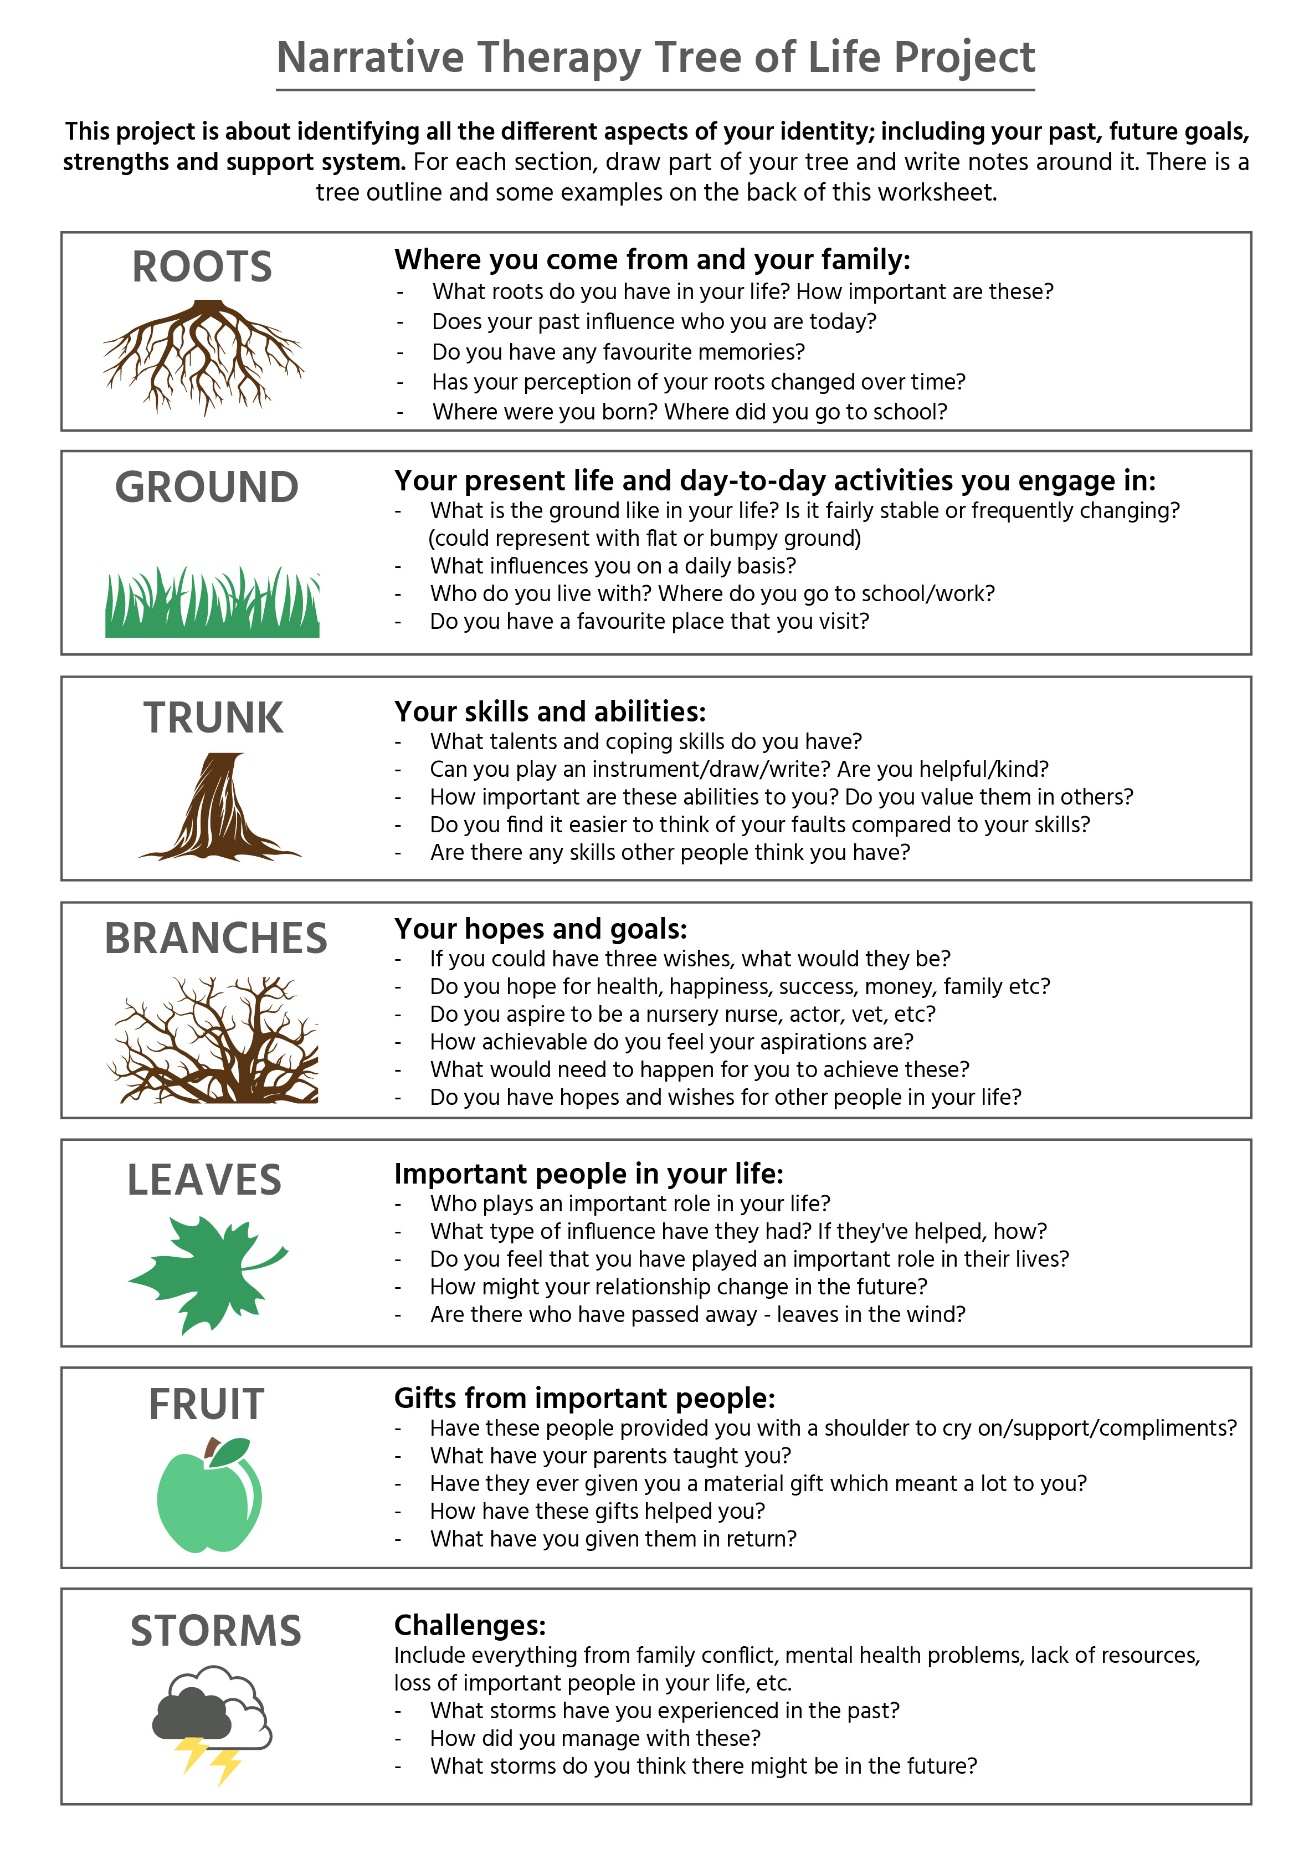 Narrative Therapy Tree of Life Project
This project is about identifying all the different aspects of your identity; including your past, future goals,
strengths and support system. For each section, draw part of your tree and write notes around it. There is a
tree outline and some examples on the back of this worksheet.
ROOTS
Where you come from and your family:
- What roots do you have in your life? How important are these?
- Does your past influence who you are today?
- Do you have any favourite memories?
- Has your perception of your roots changed over time?
- Where were you born? Where did you go to school?
GROUND
Your present life and day-to-day activities you engage in:
- What is the ground like in your life? Is it fairly stable or frequently changing?
(could represent with flat or bumpy ground)
- What influences you on a daily basis?
- Who do you live with? Where do you go to school/work?
- Do you have a favourite place that you visit?
TRUNK
Your skills and abilities:
- What talents and coping skills do you have?
- Can you play an instrument/draw/write? Are you helpful/kind?
- How important are these abilities to you? Do you value them in others?
- Do you find it easier to think of your faults compared to your skills?
- Are there any skills other people think you have?
BRANCHES
Your hopes and goals:
- If you could have three wishes, what would they be?
- Do you hope for health, happiness, success, money, family etc?
- Do you aspire to be a nursery nurse, actor, vet, etc?
- How achievable do you feel your aspirations are?
- What would need to happen for you to achieve these?
- Do you have hopes and wishes for other people in your life?
LEAVES
Important people in your life:
- Who plays an important role in your life?
- What type of influence have they had? If they've helped, how?
- Do you feel that you have played an important role in their lives?
- How might your relationship change in the future?
- Are there who have passed away - leaves in the wind?
FRUIT
Gifts from important people:
- Have these people provided you with a shoulder to cry on/support/compliments?
- What have your parents taught you?
- Have they ever given you a material gift which meant a lot to you?
- How have these gifts helped you?
- What have you given them in return?
STORMS
Challenges:
Include everything from family conflict, mental health problems, lack of resources,
loss of important people in your life, etc.
- What storms have you experienced in the past?
- How did you manage with these?
- What storms do you think there might be in the future?